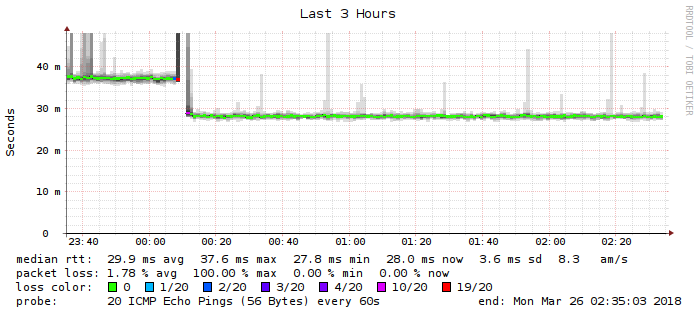 Last 3 Hours
RRDTOOL / TOBI OETIKER
Seconds
40 m
30 m
20 m
10 m
0
23:40 00:00 00:20 00:40 01:00 01:20 01:40 02:00 02:20
median rtt: 29.9 ms avg 37.6 ms max 27.8 ms min 28.0 ms now 3.6 ms sd 8.3 am/s
packet loss: 1.78 % avg 100.00 % max 0.00 % min 0.00 % now
loss color: 0 1/20 2/20 3/20 4/20 10/20 19/20
probe: 20 ICMP Echo Pings (56 Bytes) every 60s end: Mon Mar 26 02:35:03 2018